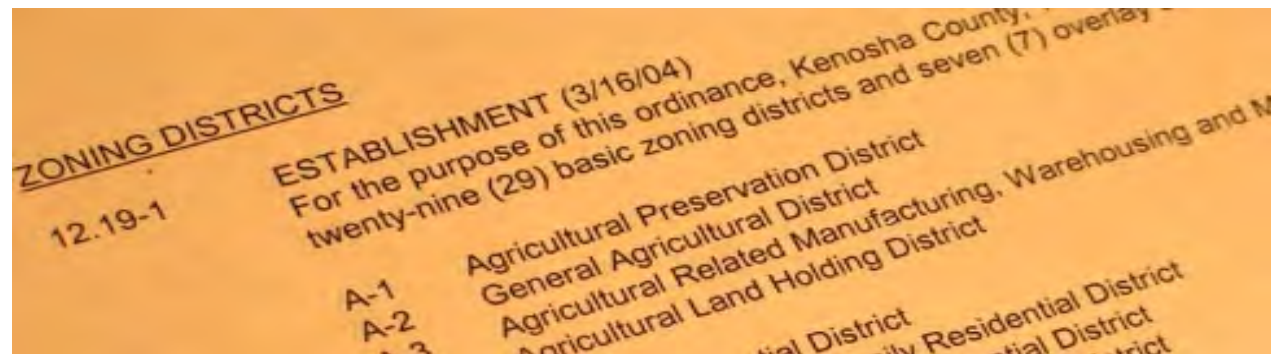 ZONING DISTRICTS
12.19-1 ESTABLISHMENT (3/16/04)
For the purpose of this ordinance, Kenosha County,
twenty-nine (29) basic zoning districts and seven (7) overlay
A-1 Agricultural Preservation District
A-2 General Agricultural District
Agricultural Related Manufacturing, Warehousing and
Agricultural Land Holding District
District
Residential District
District